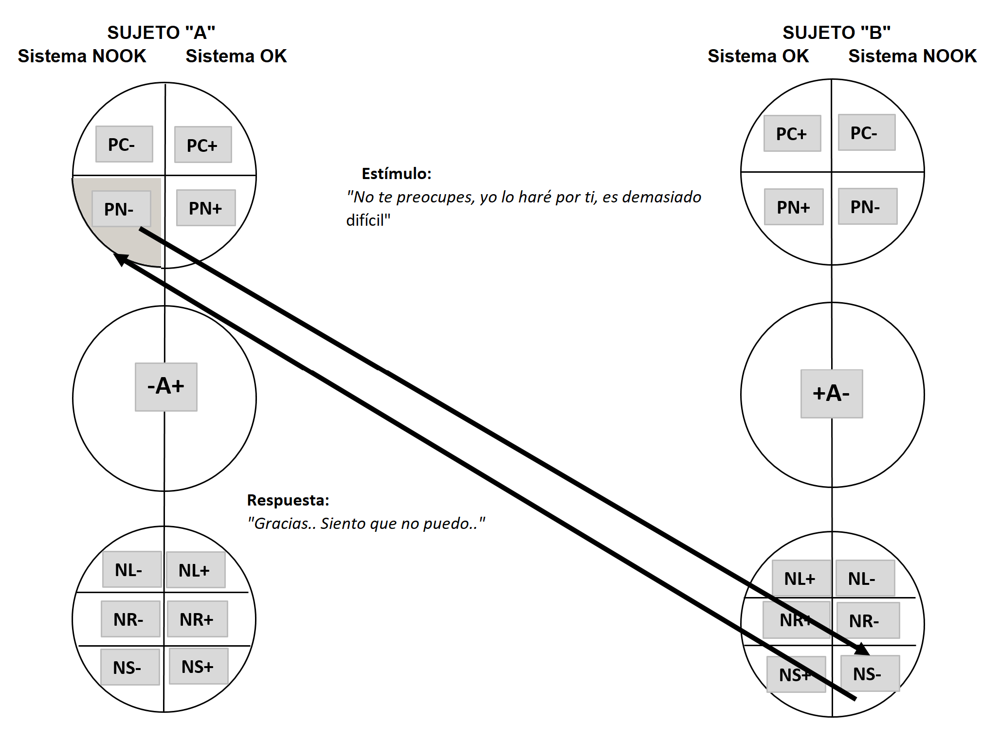 SUJETO "A"
Sistema NOOK Sistema OK
SUJETO "B"
Sistema OK Sistema NOOK
PC- PC+
PN- PN+
-A+
NL- NL+
NR- NR+
NS- NS+
Estímulo:
"No te preocupes, yo lo haré por ti, es demasiado
difícil"
Respuesta:
"Gracias.. Siento que no puedo.."
PC+ PC-
PN+ PN-
+A-
NL+ NL-
NR+ NR-
NS+ NS-